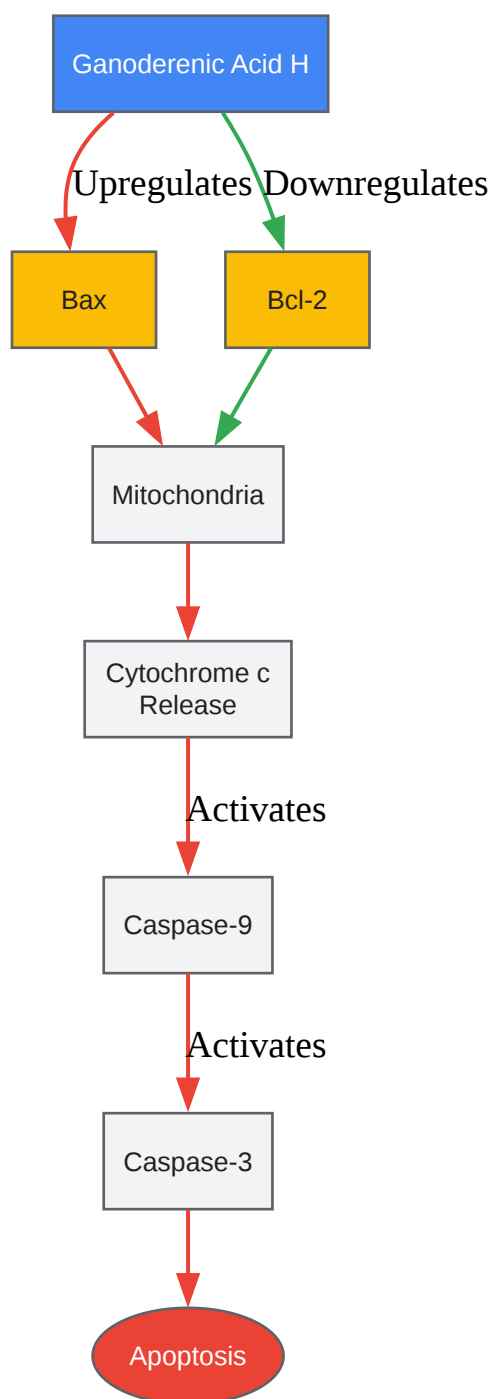 Ganoderenic Acid H
Upregulates
Downregulates
Bax
Bcl-2
Mitochondria
Cytochrome c
Release
Activates
Caspase-9
Activates
Caspase-3
Apoptosis